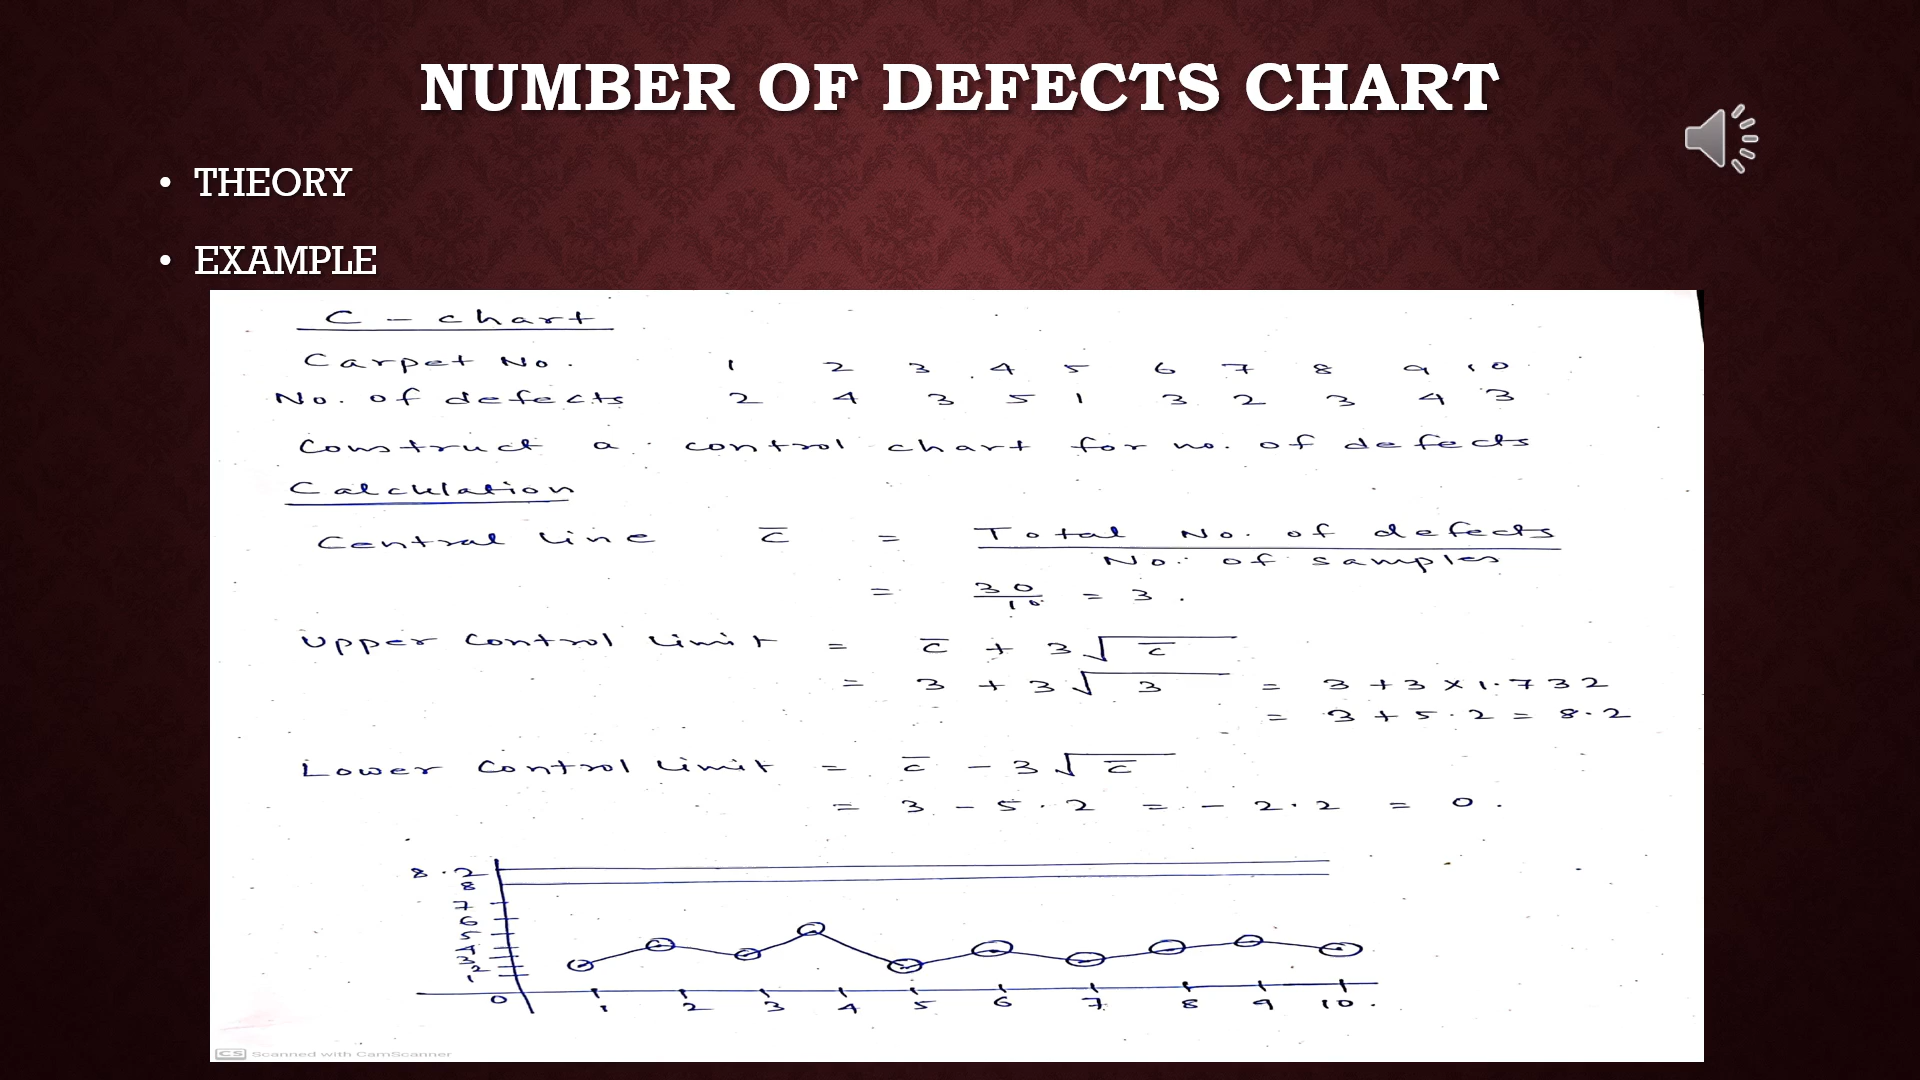 NUMBER OF DEFECTS CHART
• THEORY
• EXAMPLE
C - chart
Carpet No. 1 2 3 4 5 6 7 8 9 10
No. of defects 2 4 3 5 1 3 2 3 4 3
Construct a control chart for no. of defects
Calculation
Central line c̅ = Total No. of defects
No. of samples
= 30/10 = 3.
Upper control limit = c̅ + 3√c̅
= 3 + 3√3 = 3 + 3 x 1.732
= 3 + 5.2 = 8.2
Lower control limit = c̅ - 3√c̅
= 3 - 5.2 = - 2.2 = 0.
8.2
8
7
6
5
4
3
2
1
0 1 2 3 4 5 6 7 8 9 10.
CS Scanned with CamScanner